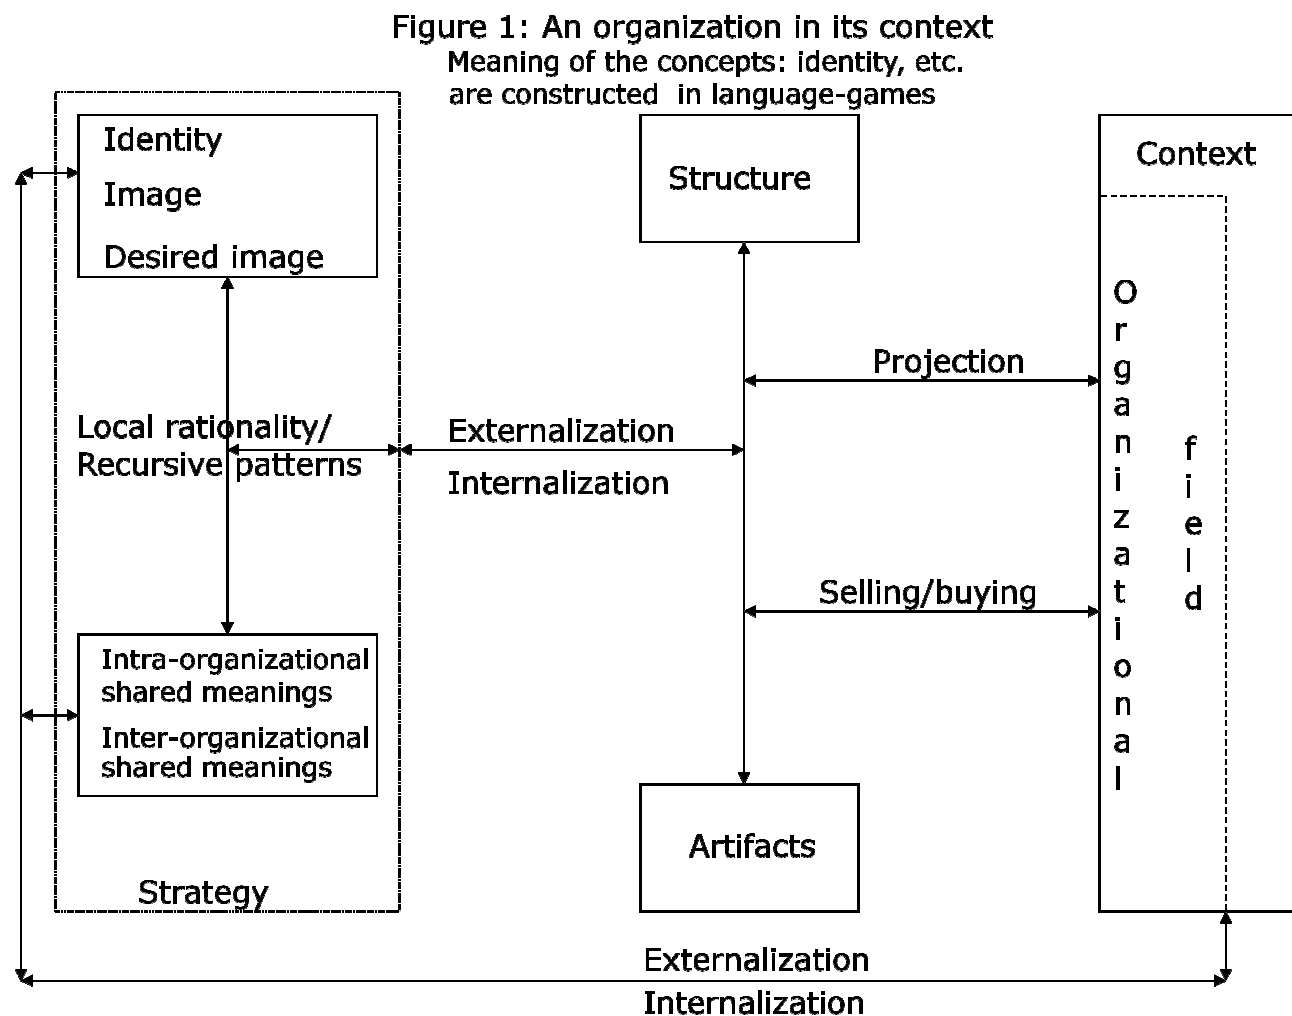 Figure 1: An organization in its context
Meaning of the concepts: identity, etc.
are constructed in language-games
Identity
Image
Desired image
Local rationality/
Recursive patterns
Intra-organizational
shared meanings
Inter-organizational
shared meanings
Strategy
Externalization
Internalization
Structure
Projection
Selling/buying
Artifacts
Context
Organizational
field
Externalization
Internalization